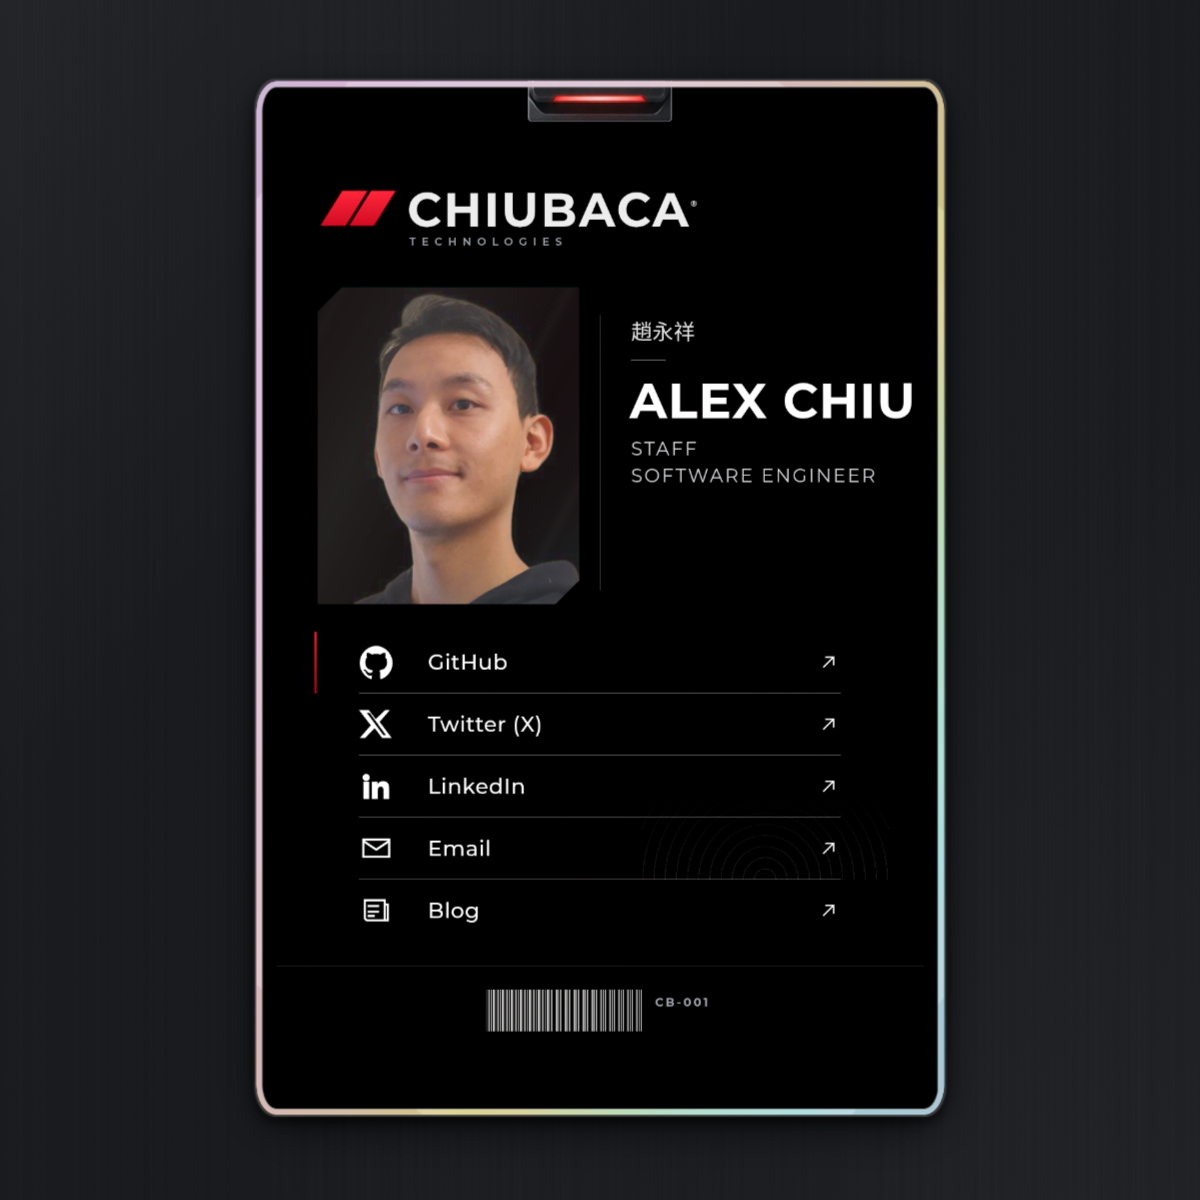 CHIUBACA®
TECHNOLOGIES
趙永祥
ALEX CHIU
STAFF
SOFTWARE ENGINEER
GitHub
Twitter (X)
LinkedIn
Email
Blog
CB-001